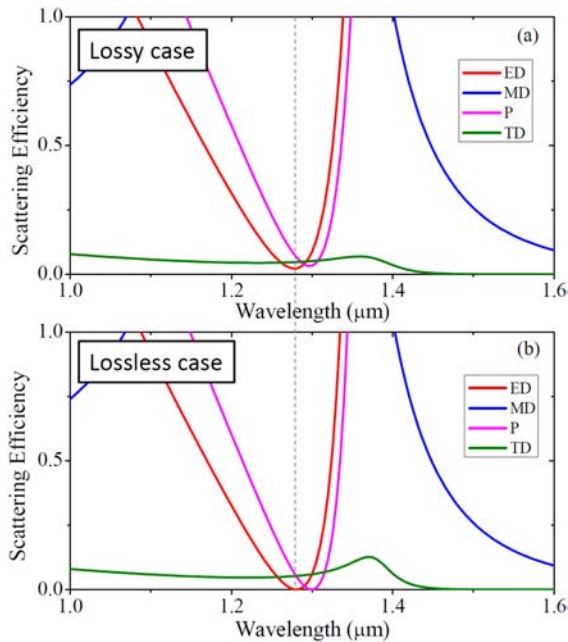 Lossy case
(a)
ED
MD
P
TD
Scattering Efficiency
1.0
0.5
0.0
1.0 1.2 1.4 1.6
Wavelength (μm)
Lossless case
(b)
ED
MD
P
TD
Scattering Efficiency
1.0
0.5
0.0
1.0 1.2 1.4 1.6
Wavelength (μm)